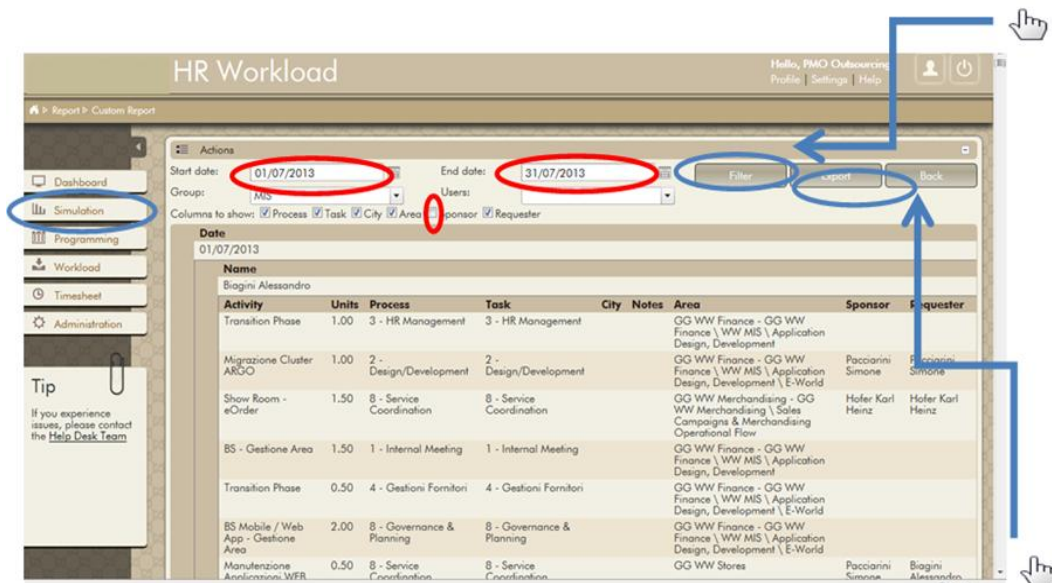 HR Workload
Hello, PMO Outsourcing
Profile | Settings | Help
Report > Custom Report
Actions
Start date: 01/07/2013 End date: 31/07/2013 Filter Export Back
Group: MIS Users:
Columns to show: Process Task City Area Sponsor Requester
Dashboard
Simulation
Programming
Workload
Timesheet
Administration
Tip
If you experience
issues, please contact
the Help Desk Team
Date
01/07/2013
Name
Biagini Alessandro
Activity Units Process Task City Notes Area Sponsor Requester
Transition Phase 1.00 3 - HR Management 3 - HR Management GG WW Finance - GG WW
Finance \ WW MIS \ Application
Design, Development
Migrazione Cluster 1.00 2 - 2 - GG WW Finance - GG WW Pacciarini Pacciarini
ARGO Design/Development Design/Development Finance \ WW MIS \ Application Simone Simone
Design, Development \ E-World
Show Room - 1.50 8 - Service 8 - Service GG WW Merchandising - GG Hofer Karl Hofer Karl
eOrder Coordination Coordination WW Merchandising \ Sales Heinz Heinz
Campaigns & Merchandising
Operational Flow
BS - Gestione Area 1.50 1 - Internal Meeting 1 - Internal Meeting GG WW Finance - GG WW
Finance \ WW MIS \ Application
Design, Development
Transition Phase 0.50 4 - Gestioni Fornitori 4 - Gestioni Fornitori GG WW Finance - GG WW
Finance \ WW MIS \ Application
Design, Development \ E-World
BS Mobile / Web 2.00 8 - Governance & 8 - Governance & GG WW Finance - GG WW
App - Gestione Planning Planning Finance \ WW MIS \ Application
Area Design, Development \ E-World
Manutenzione 0.50 8 - Service 8 - Service GG WW Stores Pacciarini Biagini
Applicazioni WEB Coordination Coordination Simone Alessandro